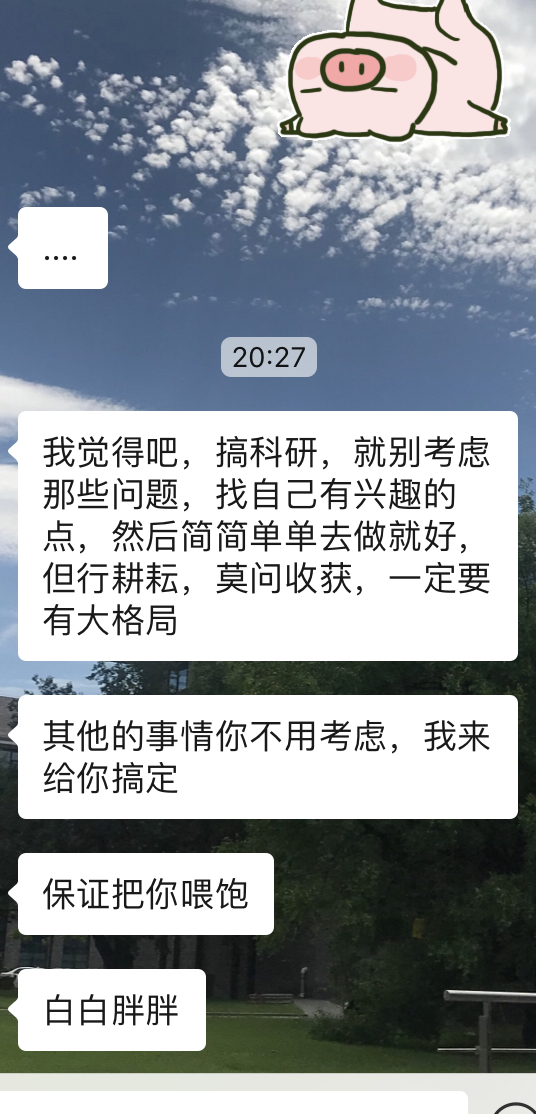 ....
20:27
我觉得吧，搞科研，就别考虑
那些问题，找自己有兴趣的
点，然后简简单单去做就好，
但行耕耘，莫问收获，一定要
有大格局
其他的事情你不用考虑，我来
给你搞定
保证把你喂饱
白白胖胖